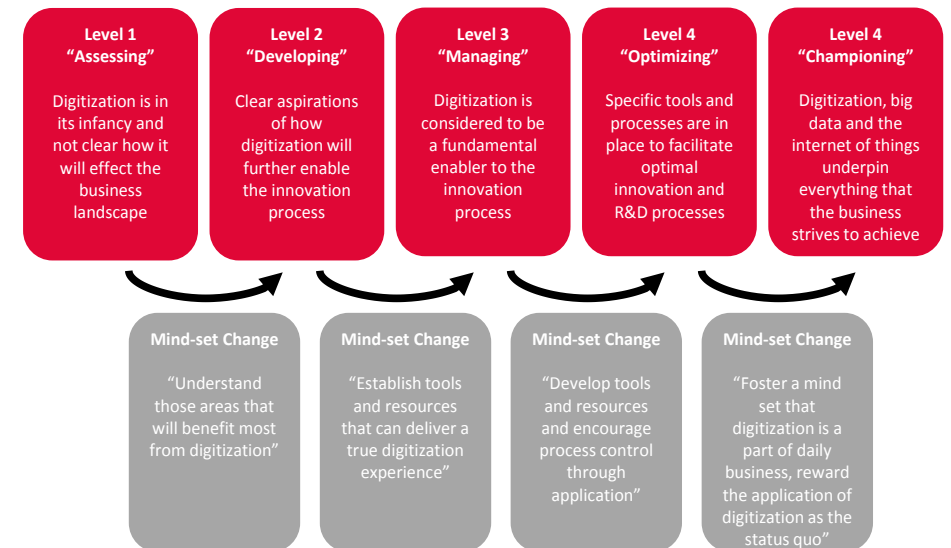 Level 1
“Assessing”
Digitization is in
its infancy and
not clear how it
will effect the
business
landscape
Level 2
“Developing”
Clear aspirations
of how
digitization will
further enable
the innovation
process
Level 3
“Managing”
Digitization is
considered to be
a fundamental
enabler to the
innovation
process
Level 4
“Optimizing”
Specific tools and
processes are in
place to facilitate
optimal
innovation and
R&D processes
Level 4
“Championing”
Digitization, big
data and the
internet of things
underpin
everything that
the business
strives to achieve
Mind-set Change
“Understand
those areas that
will benefit most
from digitization”
Mind-set Change
“Establish tools
and resources
that can deliver a
true digitization
experience”
Mind-set Change
“Develop tools
and resources
and encourage
process control
through
application”
Mind-set Change
“Foster a mind
set that
digitization is a
part of daily
business, reward
the application of
digitization as the
status quo”